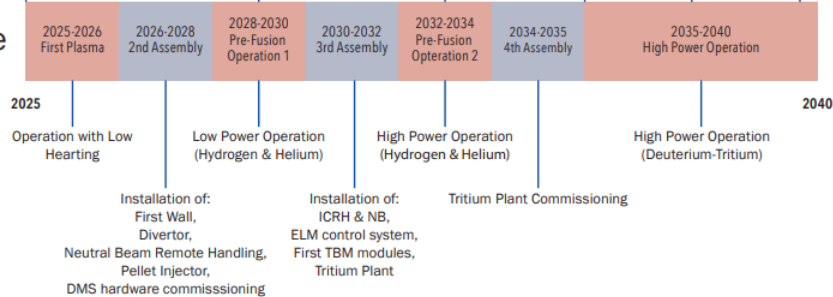 e
2025-2026
First Plasma
2026-2028
2nd Assembly
2028-2030
Pre-Fusion
Operation 1
2030-2032
3rd Assembly
2032-2034
Pre-Fusion
Opteration 2
2034-2035
4th Assembly
2035-2040
High Power Operation
2025
2040
Operation with Low
Hearting
Low Power Operation
(Hydrogen & Helium)
High Power Operation
(Hydrogen & Helium)
High Power Operation
(Deuterium-Tritium)
Installation of:
First Wall,
Divertor,
Neutral Beam Remote Handling,
Pellet Injector,
DMS hardware commisssioning
Installation of:
ICRH & NB,
ELM control system,
First TBM modules,
Tritium Plant
Tritium Plant Commissioning